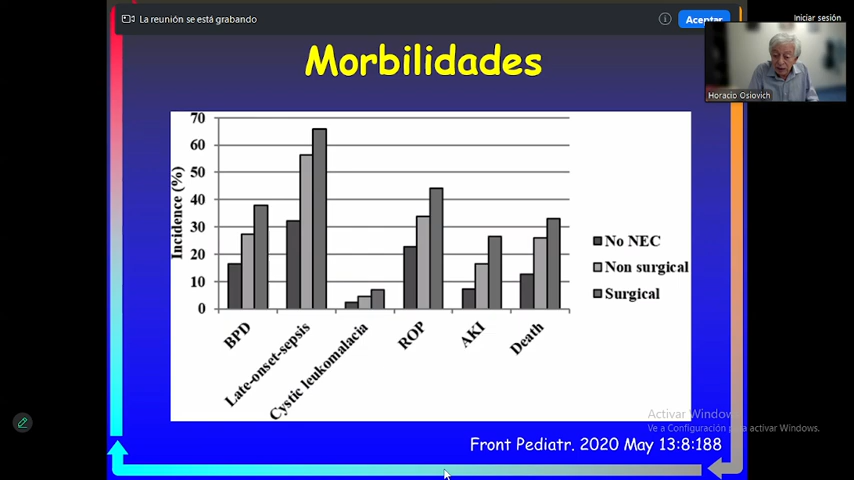 La reunión se está grabando
Aceptar
Iniciar sesión
Horacio Osiovich
Morbilidades
70
60
50
40
30
20
10
0
Incidence (%)
BPD
Late-onset-sepsis
Cystic leukomalacia
ROP
AKI
Death
No NEC
Non surgical
Surgical
Activar Windows
Ve a Configuración para activar Windows.
Front Pediatr. 2020 May 13:8:188